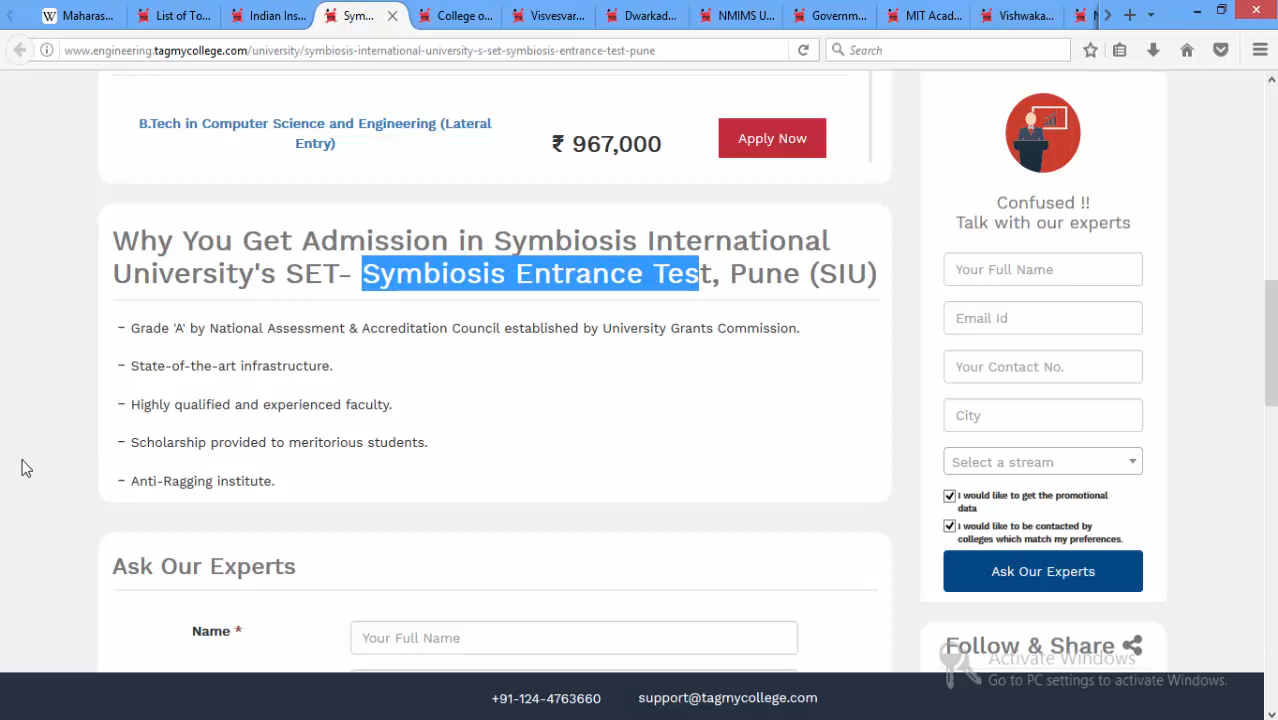 Maharas...
List of To...
Indian Ins...
Sym...
College o...
Visvesvar...
Dwarkad...
NMIMS U...
Governm...
MIT Acad...
Vishwaka...
www.engineering.tagmycollege.com/university/symbiosis-international-university-s-set-symbiosis-entrance-test-pune
Search
B.Tech in Computer Science and Engineering (Lateral
Entry)
₹ 967,000
Apply Now
Why You Get Admission in Symbiosis International
University's SET- Symbiosis Entrance Test, Pune (SIU)
- Grade 'A' by National Assessment & Accreditation Council established by University Grants Commission.
- State-of-the-art infrastructure.
- Highly qualified and experienced faculty.
- Scholarship provided to meritorious students.
- Anti-Ragging institute.
Ask Our Experts
Name *
Your Full Name
Confused !!
Talk with our experts
Your Full Name
Email Id
Your Contact No.
City
Select a stream
I would like to get the promotional
data
I would like to be contacted by
colleges which match my preferences.
Ask Our Experts
Follow & Share
Activate Windows
Go to PC settings to activate Windows.
+91-124-4763660
support@tagmycollege.com